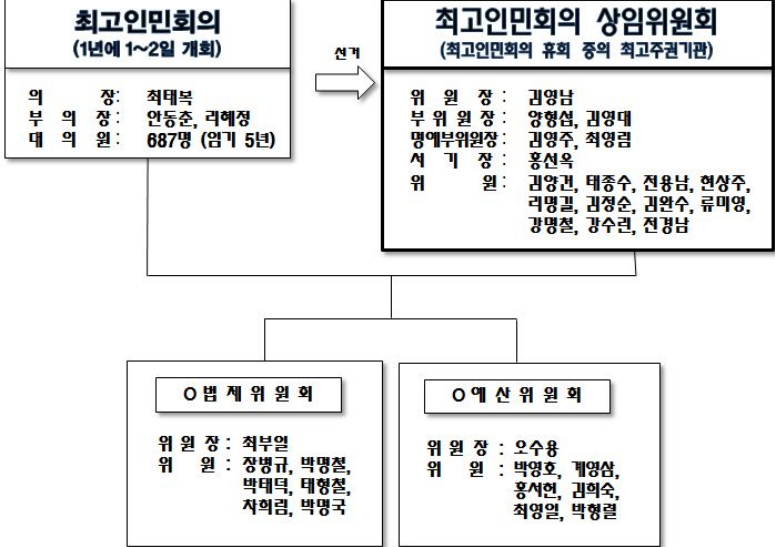 최고인민회의
(1년에 1~2일 개회)
의 장: 최태복
부 의 장: 안동춘, 리혜정
대 의 원: 687명 (임기 5년)
선거
최고인민회의 상임위원회
(최고인민회의 휴회 중의 최고주권기관)
위 원 장: 김영남
부 위 원 장: 양형섭, 김영대
명예부위원장: 김영주, 최영림
서 기 장: 홍선옥
위 원: 김양건, 태종수, 전용남, 현상주,
리명길, 김정순, 김완수, 류미영,
강명철, 강수린, 전경남
O 법 제 위 원 회
위 원 장: 최부일
위 원: 장병규, 박명철,
박태덕, 태형철,
차희림, 박명국
O 예 산 위 원 회
위 원 장: 오수용
위 원: 박영호, 계영삼,
홍서헌, 김희숙,
최영일, 박형렬